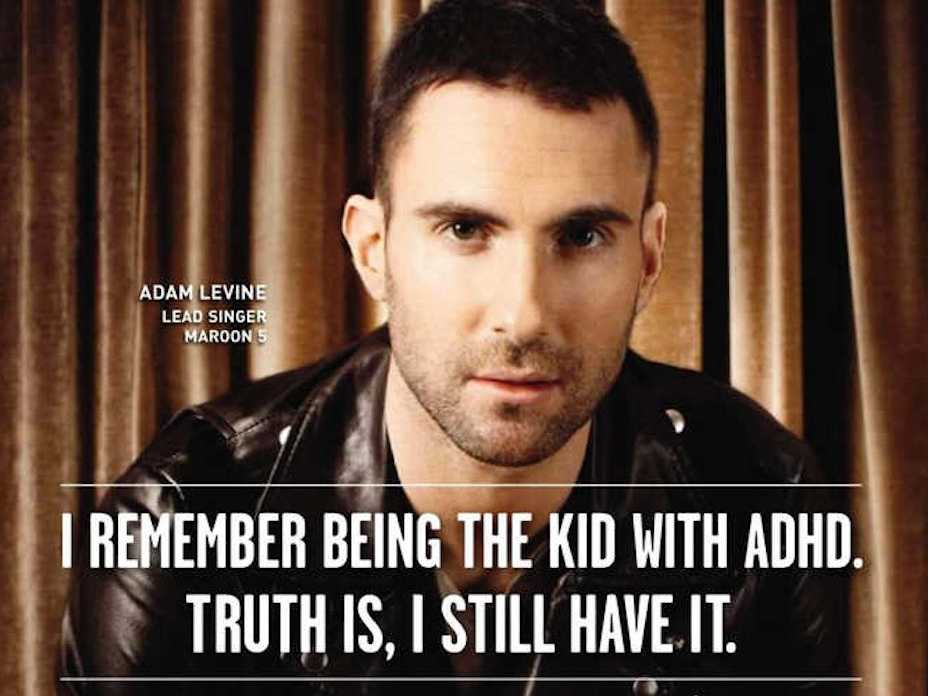 ADAM LEVINE
LEAD SINGER
MAROON 5
I REMEMBER BEING THE KID WITH ADHD.
TRUTH IS, I STILL HAVE IT.